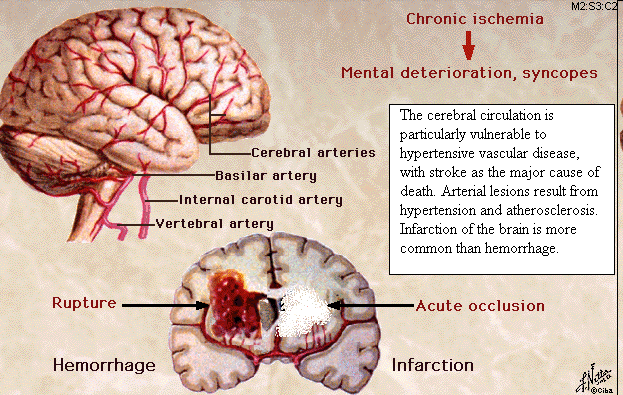 M2:S3:C2
Chronic ischemia
Mental deterioration, syncopes
The cerebral circulation is
particularly vulnerable to
hypertensive vascular disease,
with stroke as the major cause of
death. Arterial lesions result from
hypertension and atherosclerosis.
Infarction of the brain is more
common than hemorrhage.
Cerebral arteries
Basilar artery
Internal carotid artery
Vertebral artery
Rupture
Acute occlusion
Hemorrhage
Infarction
©Ciba